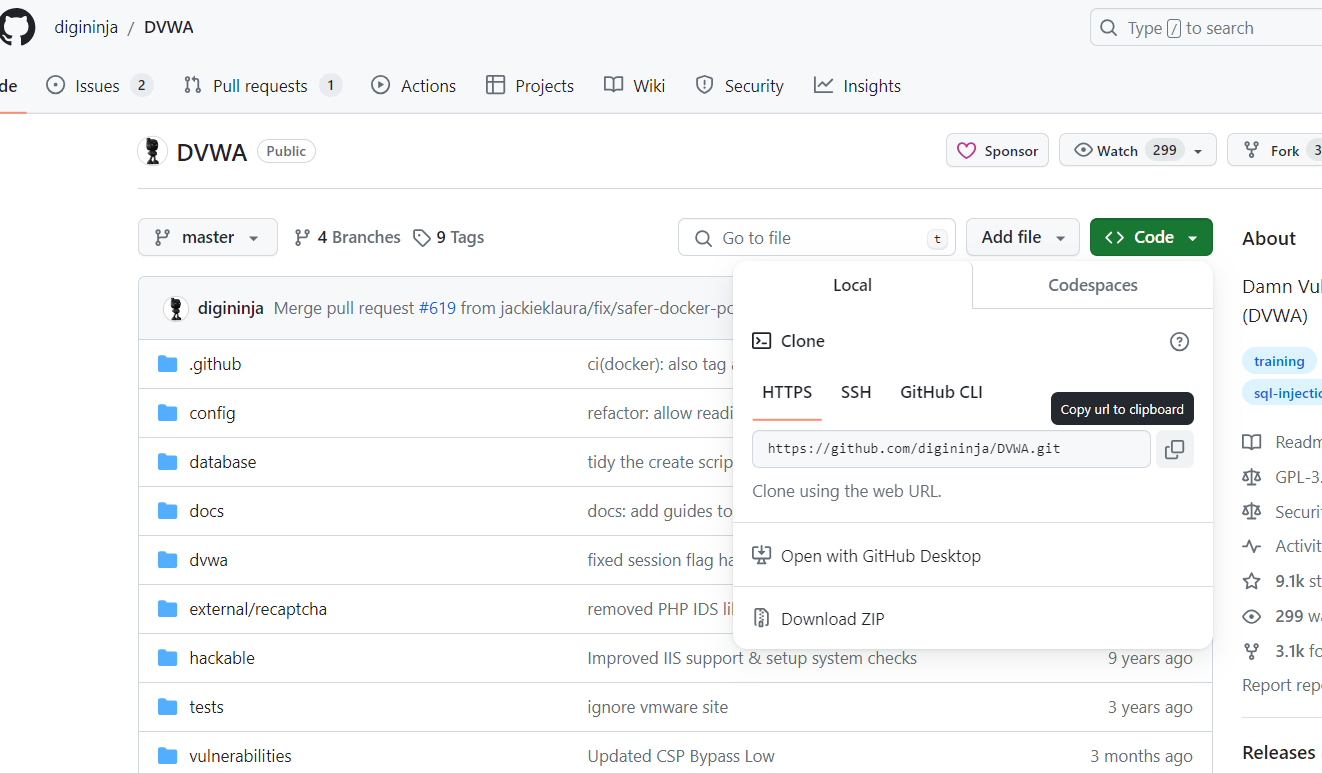 digininja / DVWA
Type / to search
de Issues 2 Pull requests 1 Actions Projects Wiki Security Insights
DVWA Public
Sponsor Watch 299 Fork 3
master 4 Branches 9 Tags
Go to file t Add file Code
About
digininja Merge pull request #619 from jackieklaura/fix/safer-docker-po
.github ci(docker): also tag
config refactor: allow readi
database tidy the create scrip
docs docs: add guides to
dvwa fixed session flag ha
external/recaptcha removed PHP IDS li
hackable Improved IIS support & setup system checks 9 years ago
tests ignore vmware site 3 years ago
vulnerabilities Updated CSP Bypass Low 3 months ago
Local Codespaces
Clone
HTTPS SSH GitHub CLI
Copy url to clipboard
https://github.com/digininja/DVWA.git
Clone using the web URL.
Open with GitHub Desktop
Download ZIP
Damn Vul
(DVWA)
training
sql-injectio
Readm
GPL-3.
Securi
Activit
9.1k st
299 wa
3.1k fo
Report rep
Releases